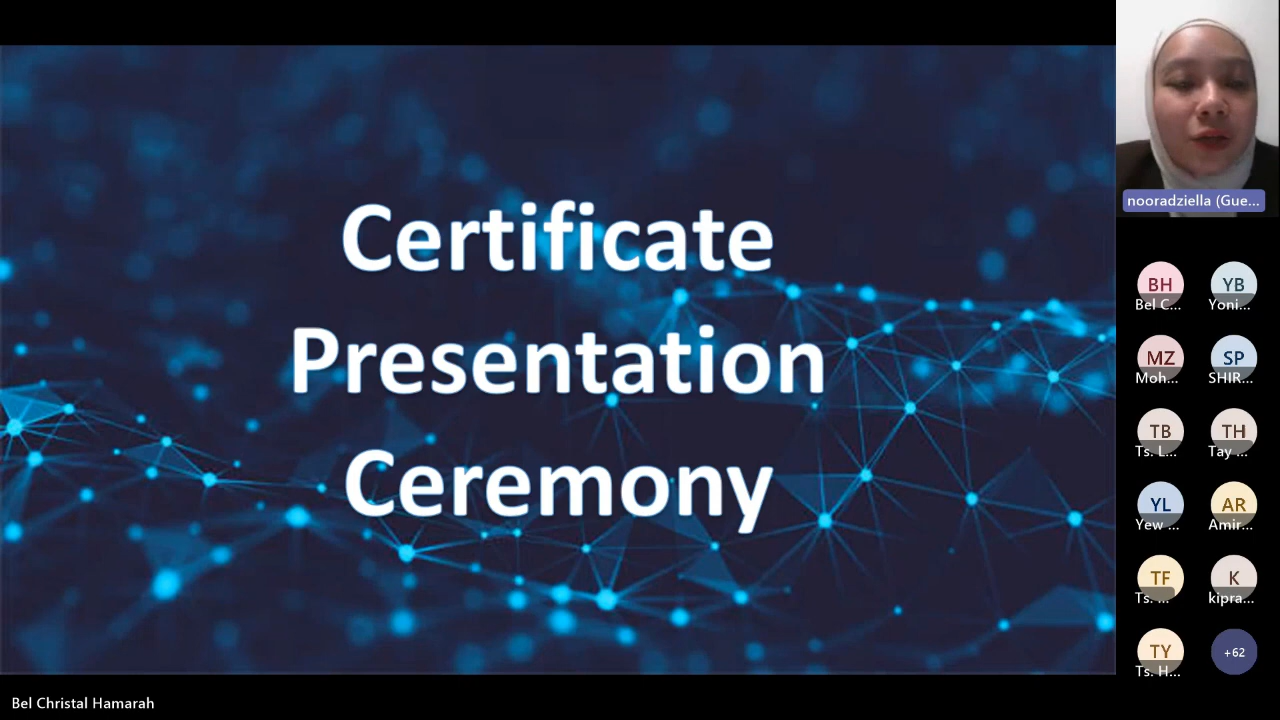 Certificate
Presentation
Ceremony
nooradziella (Gue...
BH
YB
Bel C...
Yoni...
MZ
SP
Moh...
SHIR...
TB
TH
Ts. L...
Tay ...
YL
AR
Yew ...
Amir...
TF
K
Ts. ...
kipra...
TY
+62
Ts. H...
Bel Christal Hamarah